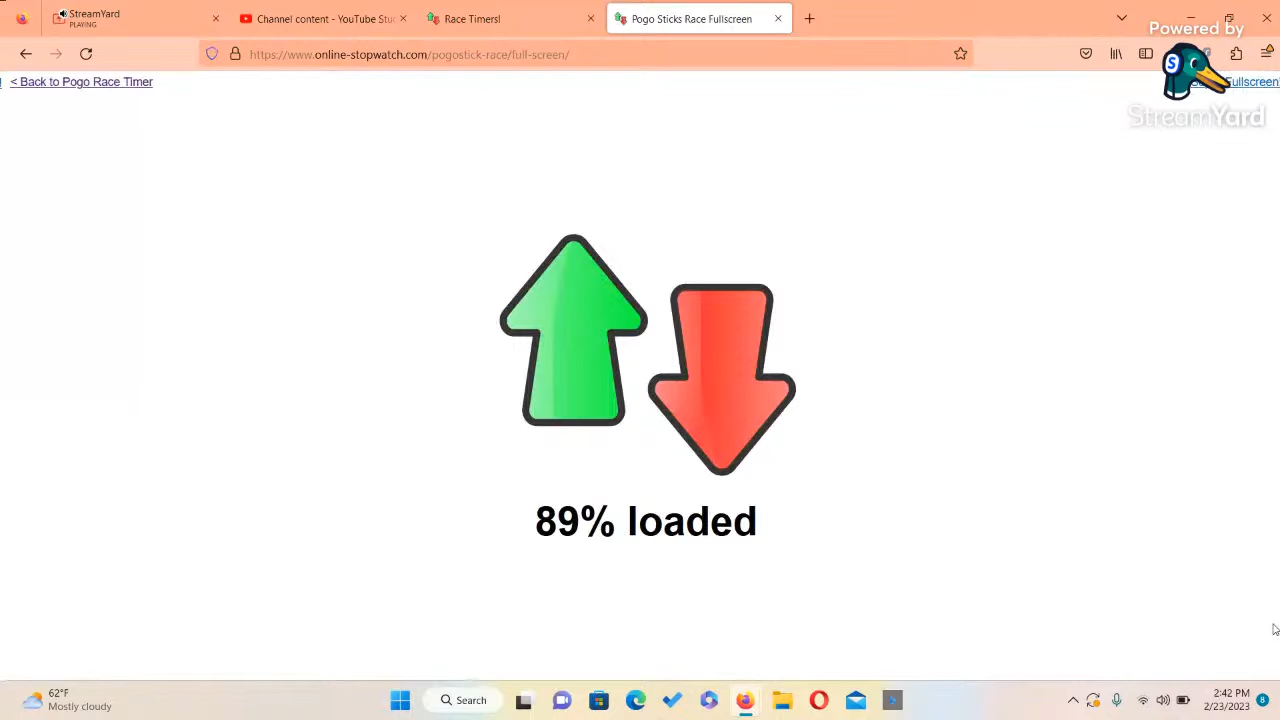 StreamYard
PLAYING
Channel content - YouTube Stu
Race Timers!
Pogo Sticks Race Fullscreen
https://www.online-stopwatch.com/pogostick-race/full-screen/
Powered by
StreamYard
< Back to Pogo Race Timer
Fullscreen
89% loaded
62°F
Mostly cloudy
Search
2:42 PM
2/23/2023
8